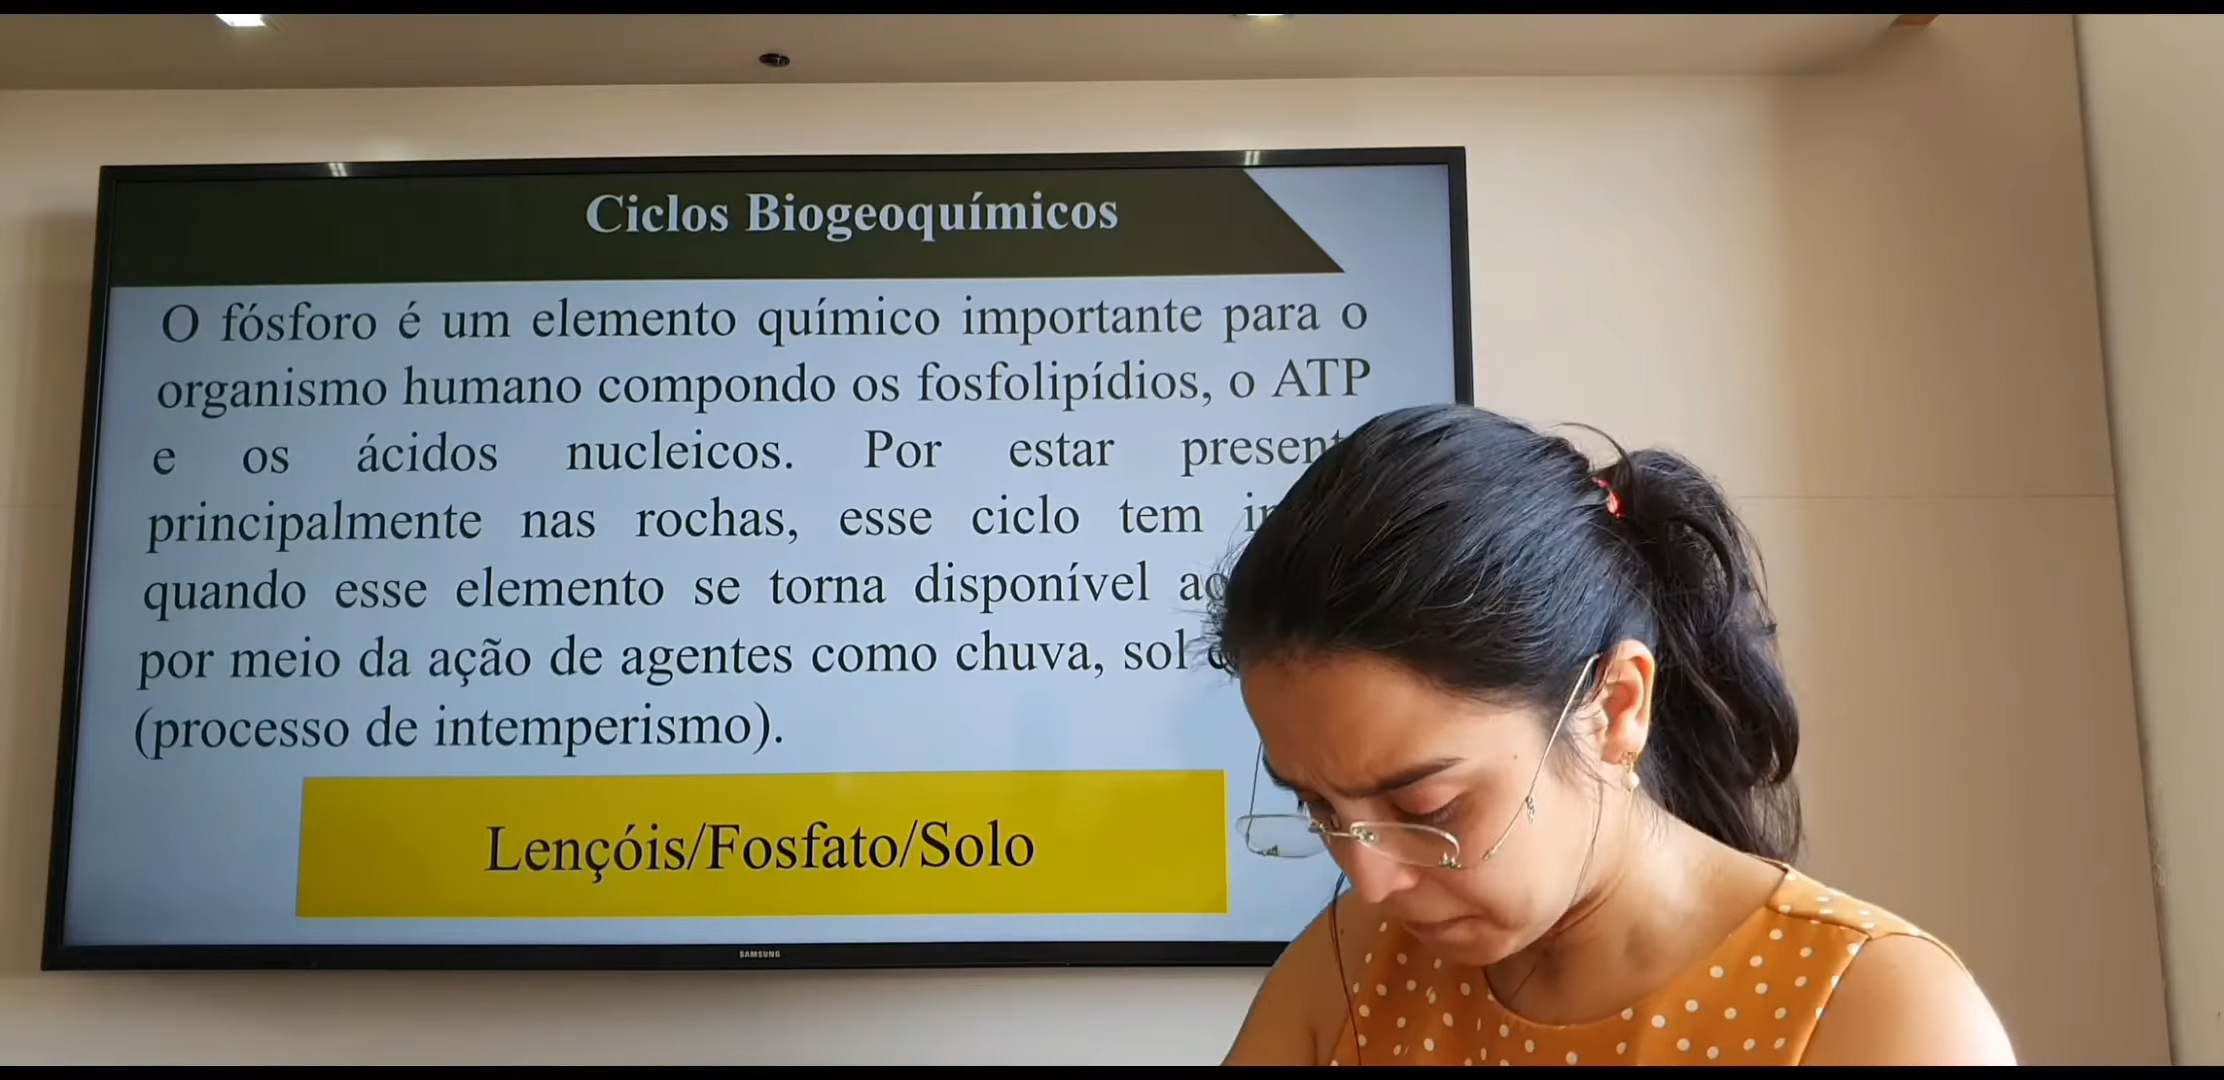 Ciclos Biogeoquímicos
O fósforo é um elemento químico importante para o
organismo humano compondo os fosfolipídios, o ATP
e os ácidos nucleicos. Por estar
principalmente nas rochas, esse ciclo tem
quando esse elemento se torna disponível
por meio da ação de agentes como chuva, sol
(processo de intemperismo).
Lençóis/Fosfato/Solo
SAMSUNG